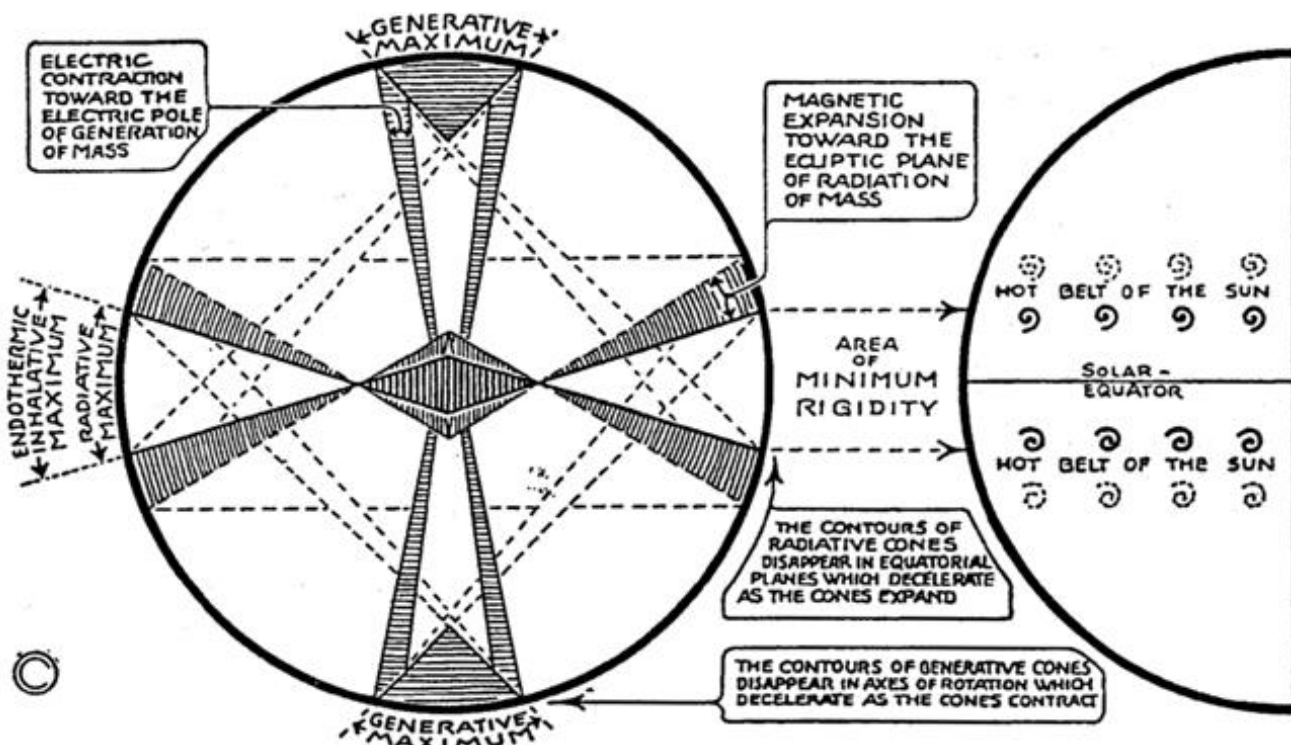 GENERATIVE
MAXIMUM
ELECTRIC
CONTRACTION
TOWARD THE
ELECTRIC POLE
OF GENERATION
OF MASS
MAGNETIC
EXPANSION
TOWARD THE
ECLIPTIC PLANE
OF RADIATION
OF MASS
ENDOTHERMIC
INHALATIVE
MAXIMUM
RADIATIVE
MAXIMUM
AREA
OF
MINIMUM
RIGIDITY
HOT BELT OF THE SUN
SOLAR-
EQUATOR
HOT BELT OF THE SUN
THE CONTOURS OF
RADIATIVE CONES
DISAPPEAR IN EQUATORIAL
PLANES WHICH DECELERATE
AS THE CONES EXPAND
THE CONTOURS OF GENERATIVE CONES
DISAPPEAR IN AXES OF ROTATION WHICH
DECELERATE AS THE CONES CONTRACT
GENERATIVE
MAXIMUM
©